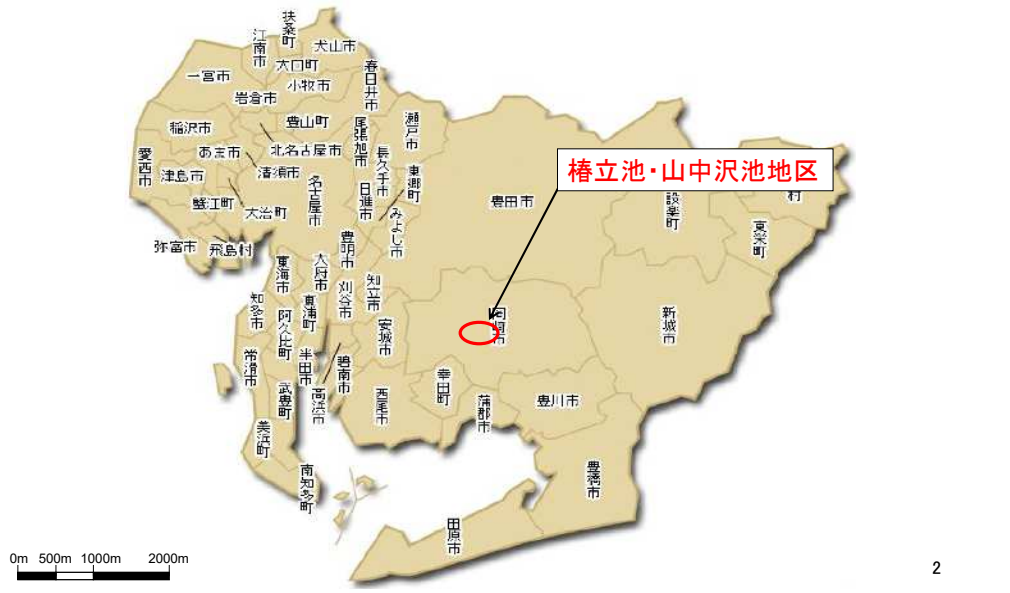 扶桑町
江南市
犬山市
大口町
春日井市
一宮市
小牧市
岩倉市
瀬戸市
稲沢市
豊山町
尾張旭市
愛西市
あま市
北名古屋市
長久手市
椿立池・山中沢池地区
津島市
清須市
東郷町
名古屋市
日進市
豊田市
設楽町
村
蟹江町
大治町
みよし市
東栄町
弥富市
飛島村
豊明市
東海市
大府市
知立市
刈谷市
知多市
東浦町
阿久比町
安城市
岡崎市
新城市
常滑市
半田市
碧南市
幸田町
武豊町
高浜市
西尾市
蒲郡市
豊川市
美浜町
南知多町
豊橋市
田原市
0m 500m 1000m 2000m
2